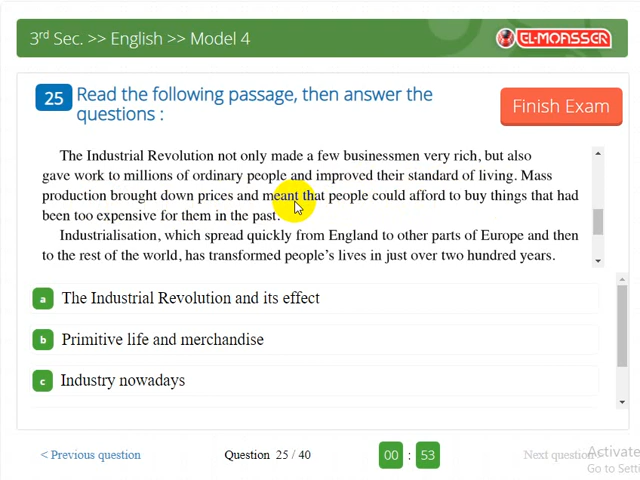 3rd Sec. >> English >> Model 4
EL-MOASSER
25 Read the following passage, then answer the
questions :
Finish Exam
The Industrial Revolution not only made a few businessmen very rich, but also
gave work to millions of ordinary people and improved their standard of living. Mass
production brought down prices and meant that people could afford to buy things that had
been too expensive for them in the past.
Industrialisation, which spread quickly from England to other parts of Europe and then
to the rest of the world, has transformed people's lives in just over two hundred years.
a The Industrial Revolution and its effect
b Primitive life and merchandise
c Industry nowadays
< Previous question
Question 25 / 40
00 : 53
Next question >
Activate
Go to Setti